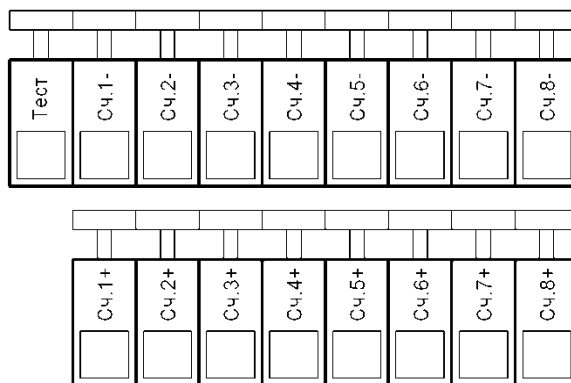 Тест
Сч.1-
Сч.2-
Сч.3-
Сч.4-
Сч.5-
Сч.6-
Сч.7-
Сч.8-
Сч.1+
Сч.2+
Сч.3+
Сч.4+
Сч.5+
Сч.6+
Сч.7+
Сч.8+